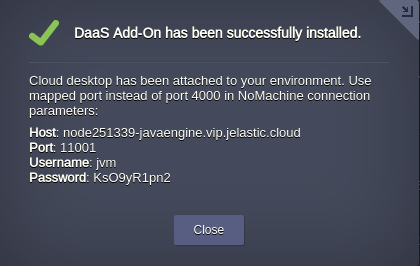 DaaS Add-On has been successfully installed.
Cloud desktop has been attached to your environment. Use
mapped port instead of port 4000 in NoMachine connection
parameters:
Host: node251339-javaengine.vip.jelastic.cloud
Port: 11001
Username: jvm
Password: KsO9yR1pn2
Close